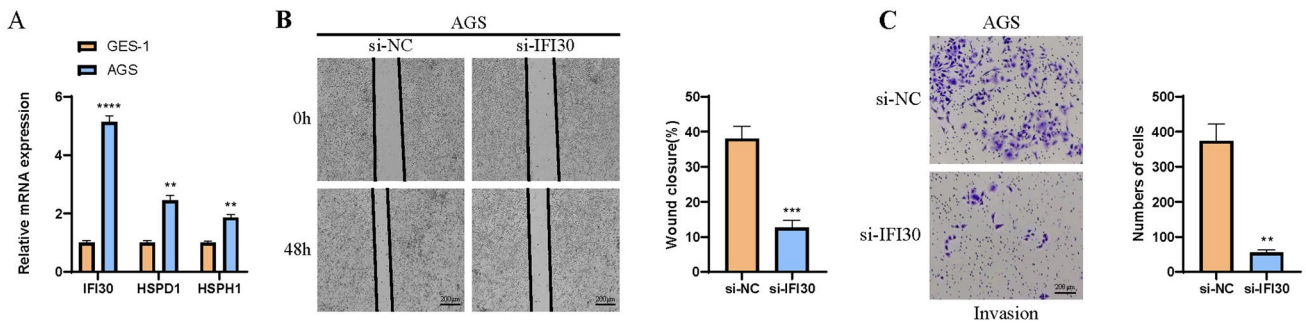 A
GES-1
AGS
Relative mRNA expression
6
4
2
0
****
**
**
IFI30
HSPD1
HSPH1
B
AGS
si-NC
si-IFI30
0h
48h
200μm
200μm
Wound closure(%)
50
40
30
20
10
0
***
si-NC
si-IFI30
C
AGS
si-NC
si-IFI30
200μm
Invasion
Numbers of cells
500
400
300
200
100
0
**
si-NC
si-IFI30